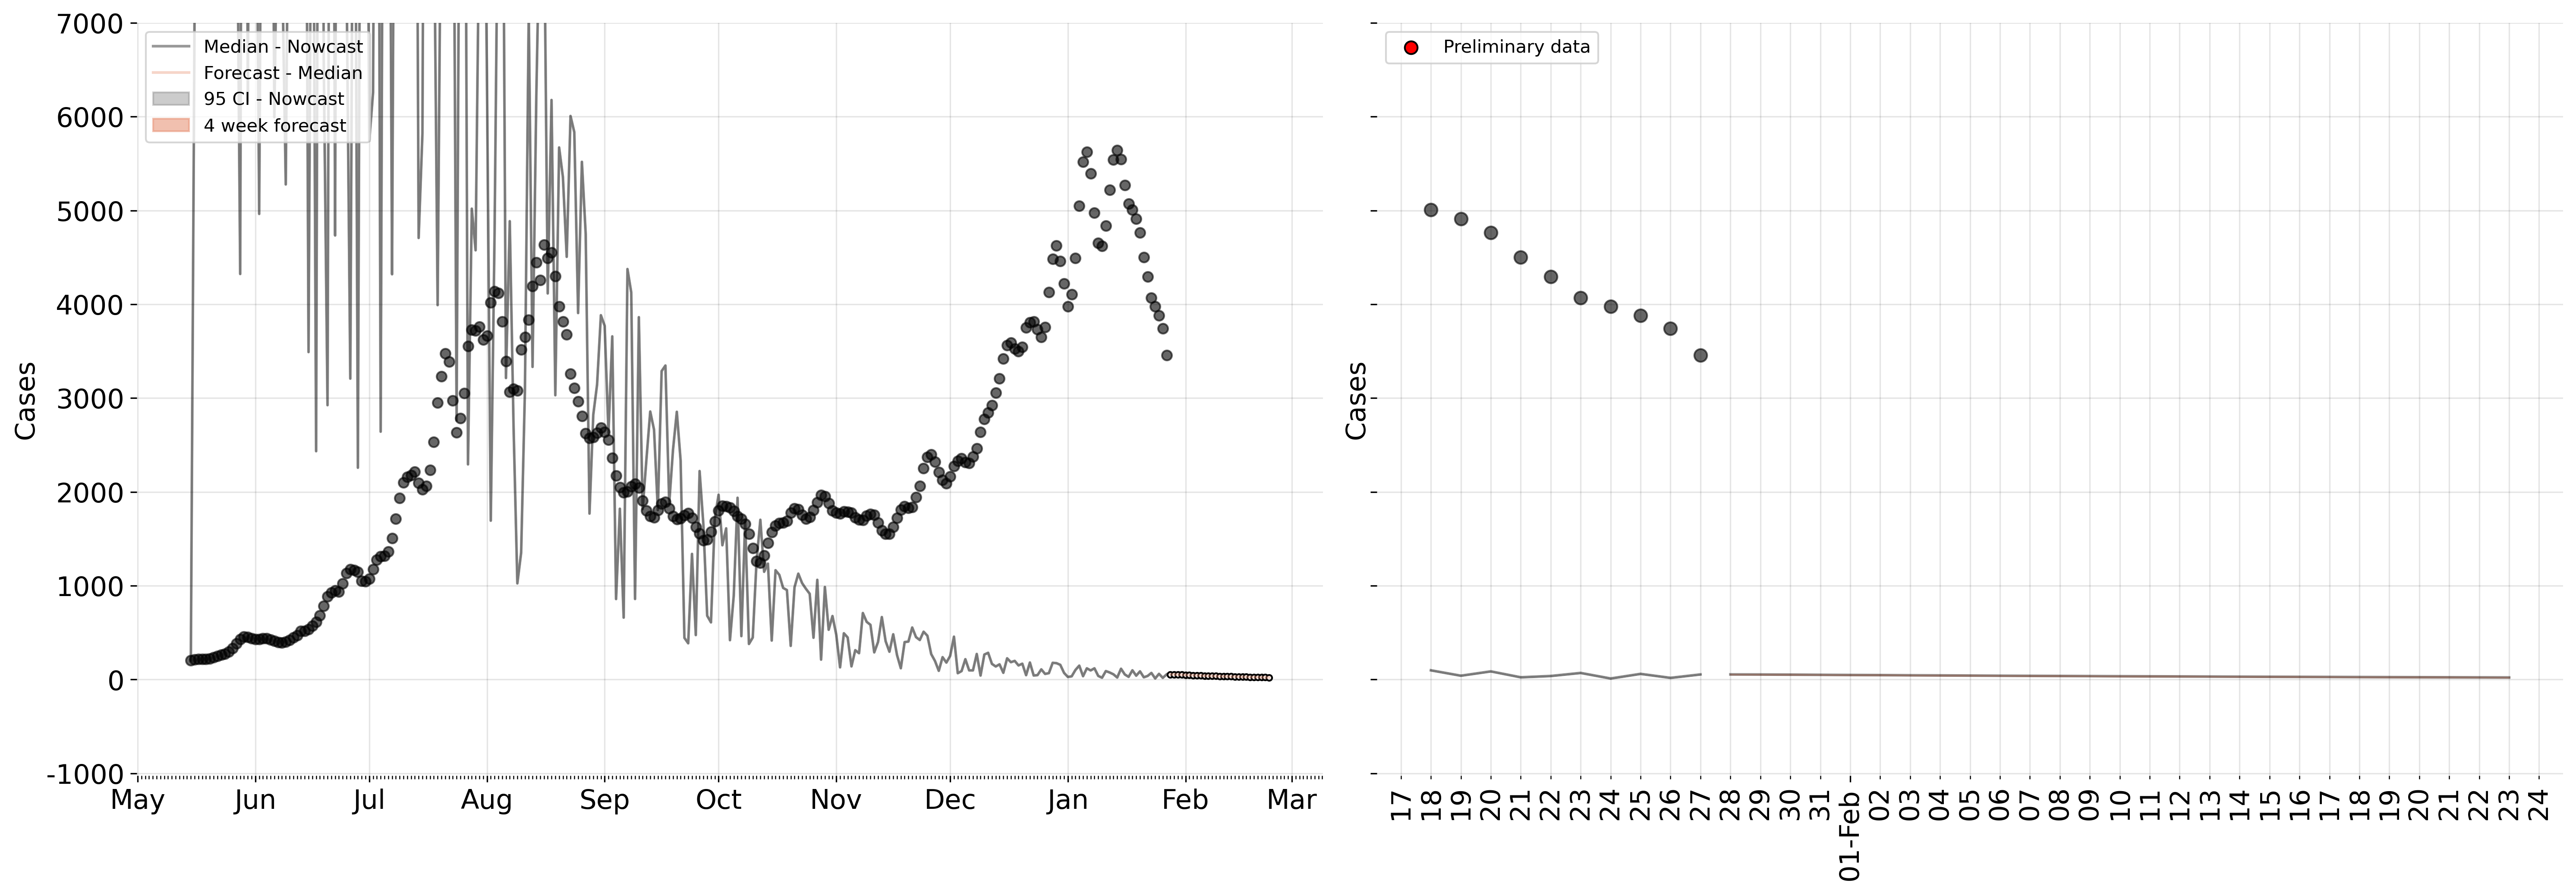 7000
6000
5000
4000
3000
2000
1000
0
-1000
Cases
Median - Nowcast
Forecast - Median
95 CI - Nowcast
4 week forecast
May Jun Jul Aug Sep Oct Nov Dec Jan Feb Mar
Preliminary data
Cases
17 18 19 20 21 22 23 24 25 26 27 28 29 30 31 01-Feb 02 03 04 05 06 07 08 09 10 11 12 13 14 15 16 17 18 19 20 21 22 23 24